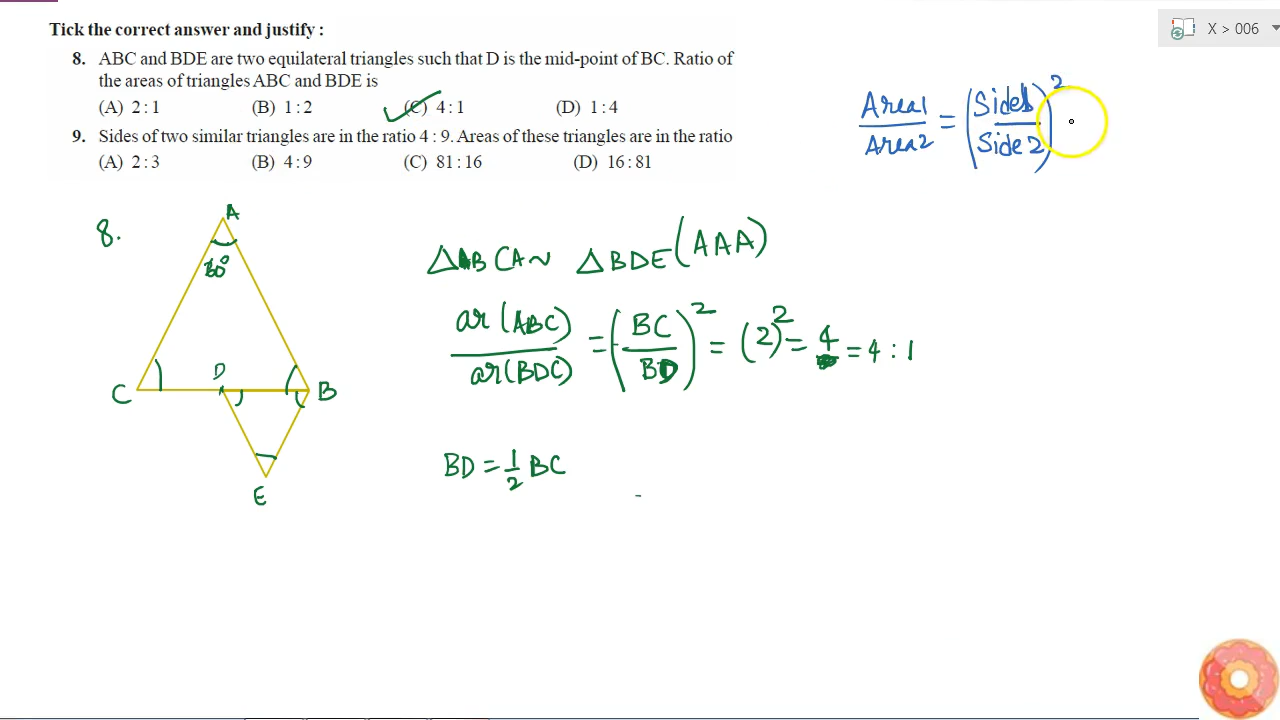 Tick the correct answer and justify :
8. ABC and BDE are two equilateral triangles such that D is the mid-point of BC. Ratio of
the areas of triangles ABC and BDE is
(A) 2 : 1 (B) 1 : 2 (C) 4 : 1 (D) 1 : 4
9. Sides of two similar triangles are in the ratio 4 : 9. Areas of these triangles are in the ratio
(A) 2 : 3 (B) 4 : 9 (C) 81 : 16 (D) 16 : 81
X > 006
Area1/Area2 = (Side1/Side2)²
8.
A
60°
C
D
B
E
△ABC ~ △BDE (AAA)
ar(ABC)/ar(BDC) = (BC/BD)² = (2)² = 4 = 4 : 1
BD = 1/2 BC